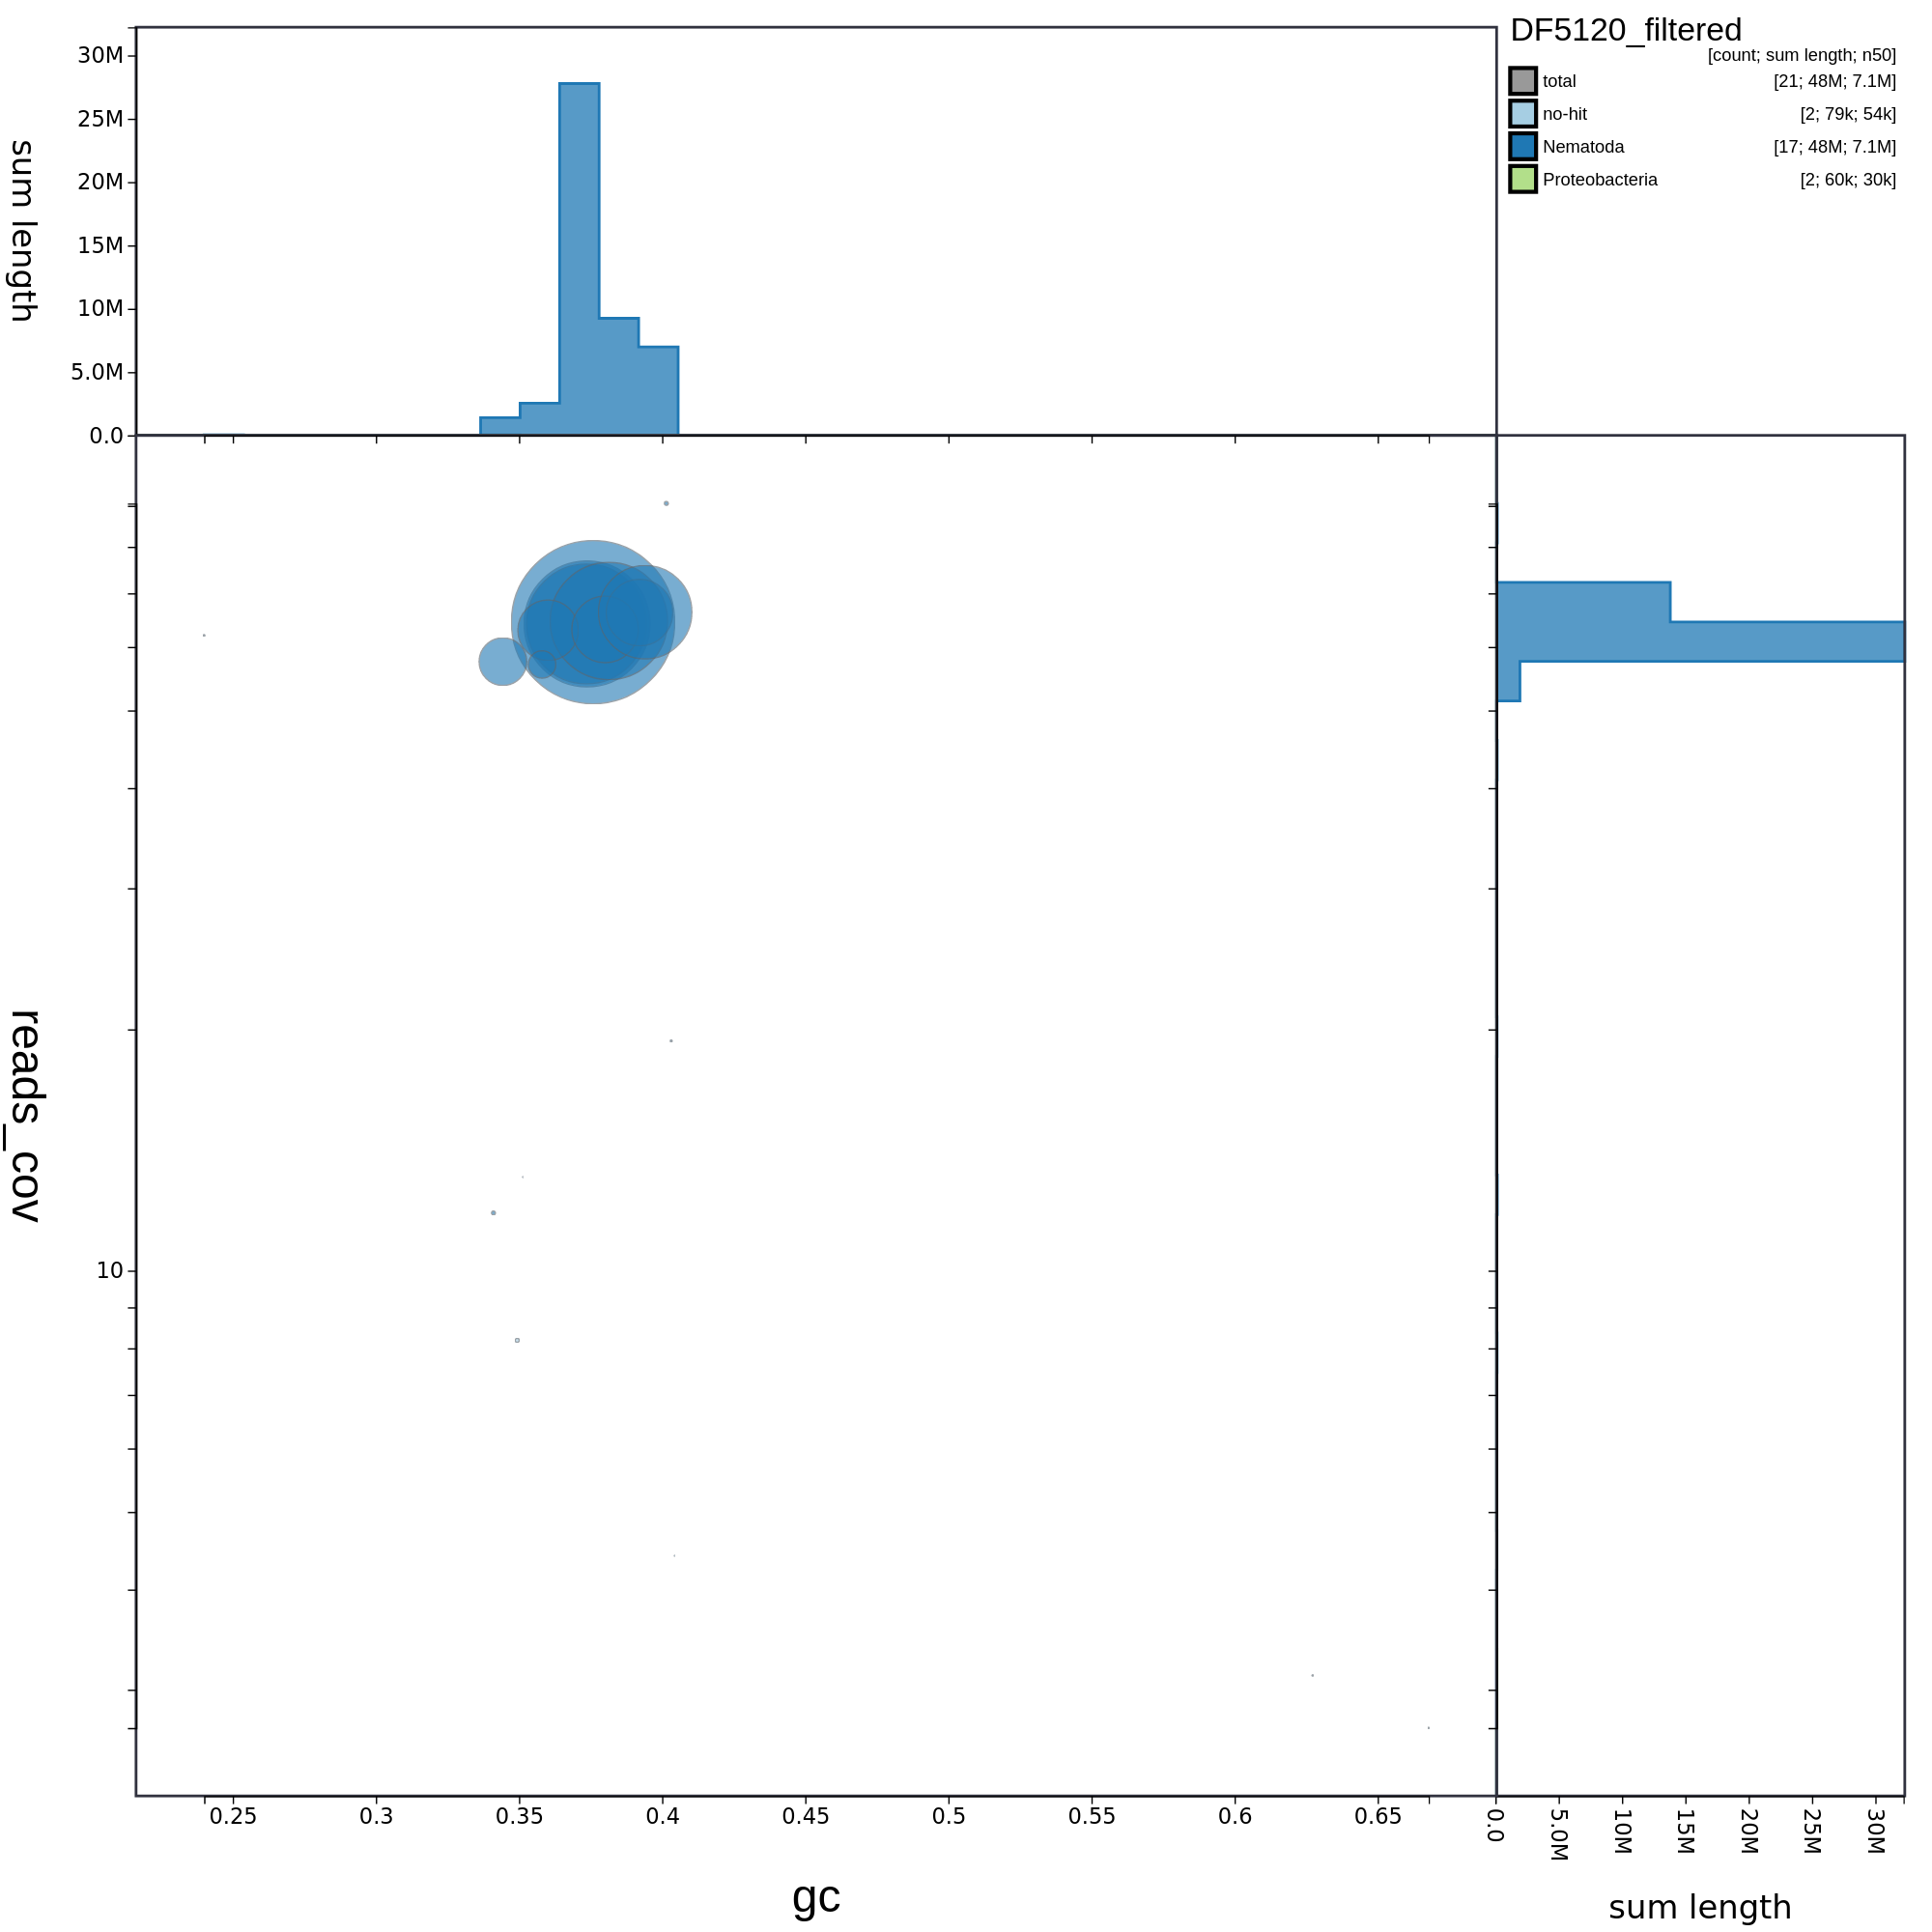 DF5120_filtered
[count; sum length; n50]
total [21; 48M; 7.1M]
no-hit [2; 79k; 54k]
Nematoda [17; 48M; 7.1M]
Proteobacteria [2; 60k; 30k]
sum length
30M
25M
20M
15M
10M
5.0M
0.0
reads_cov
10
0.25 0.3 0.35 0.4 0.45 0.5 0.55 0.6 0.65
gc
0.0 5.0M 10M 15M 20M 25M 30M
sum length